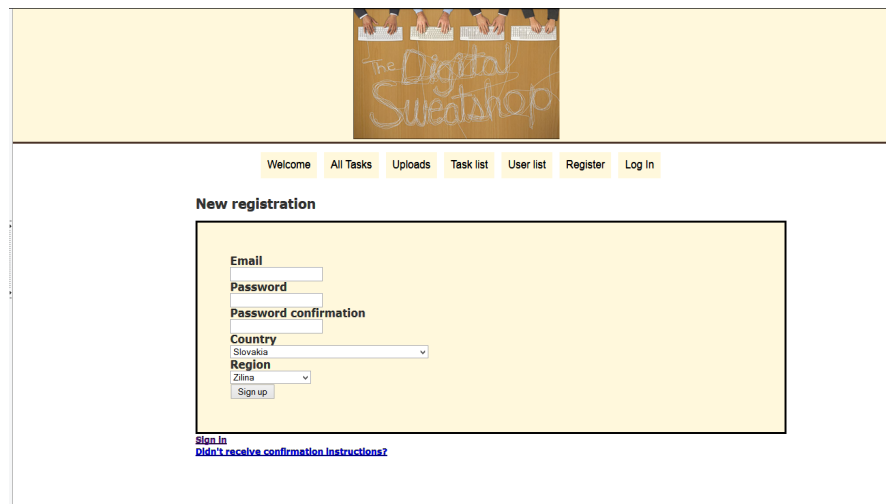 The Digital
Sweatshop
Welcome All Tasks Uploads Task list User list Register Log In
New registration
Email
Password
Password confirmation
Country
Slovakia
Region
Zilina
Sign up
Sign in
Didn't receive confirmation instructions?